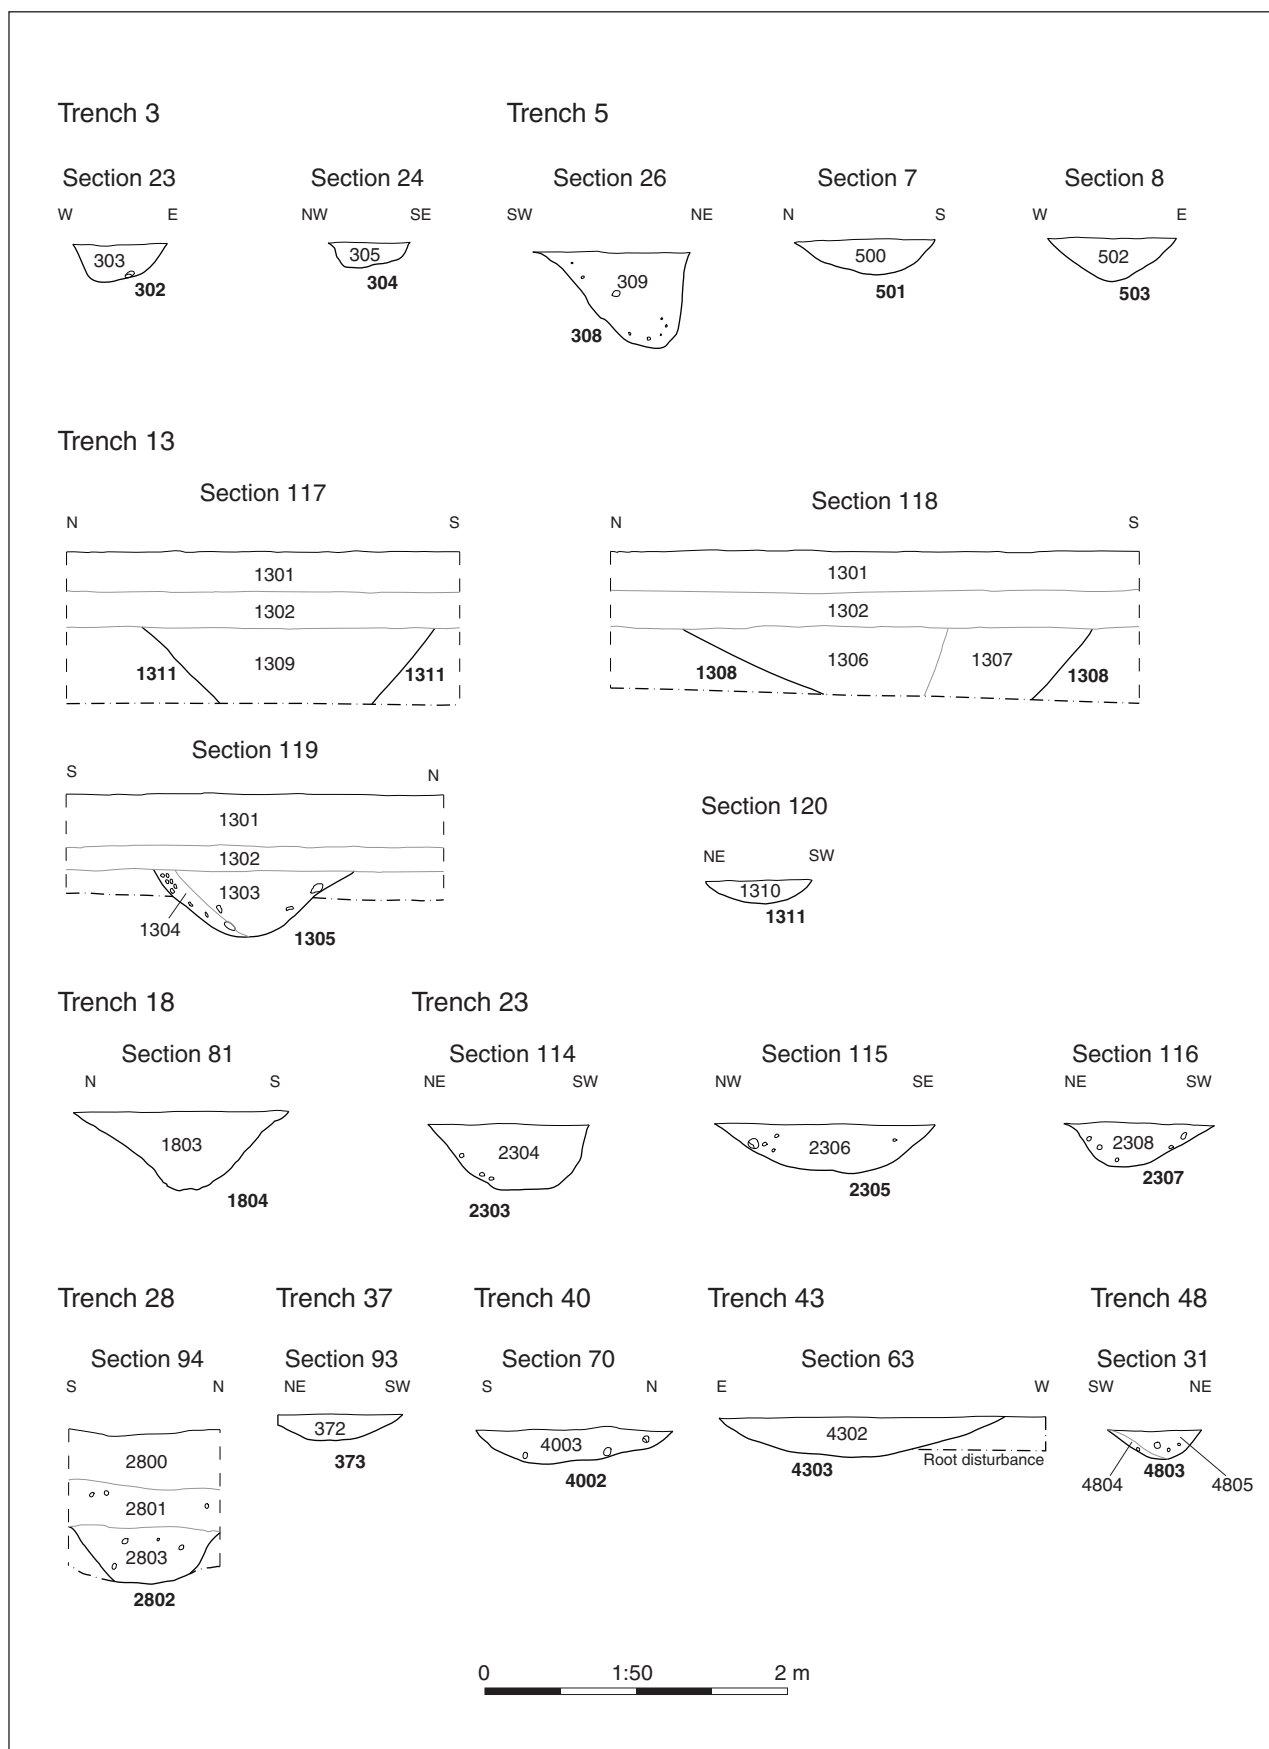 Trench 3 Trench 5
Section 23 Section 24 Section 26 Section 7 Section 8
W E NW SE SW NE N S W E
303 305 309 500 502
302 304 308 501 503
Trench 13
Section 117 Section 118
N S N S
1301 1301
1302 1302
1309 1306 1307
1311 1311 1308 1308
Section 119
S N
1301
1302
1303
1304
1305
Section 120
NE SW
1310
1311
Trench 18 Trench 23
Section 81 Section 114 Section 115 Section 116
N S NE SW NW SE NE SW
1803 2304 2306 2308
1804 2303 2305 2307
Trench 28 Trench 37 Trench 40 Trench 43 Trench 48
Section 94 Section 93 Section 70 Section 63 Section 31
S N NE SW S N E W SW NE
2800 372 4003 4302
2801 373 4002 4303 Root disturbance 4804 4803 4805
2803
2802
0 1:50 2 m